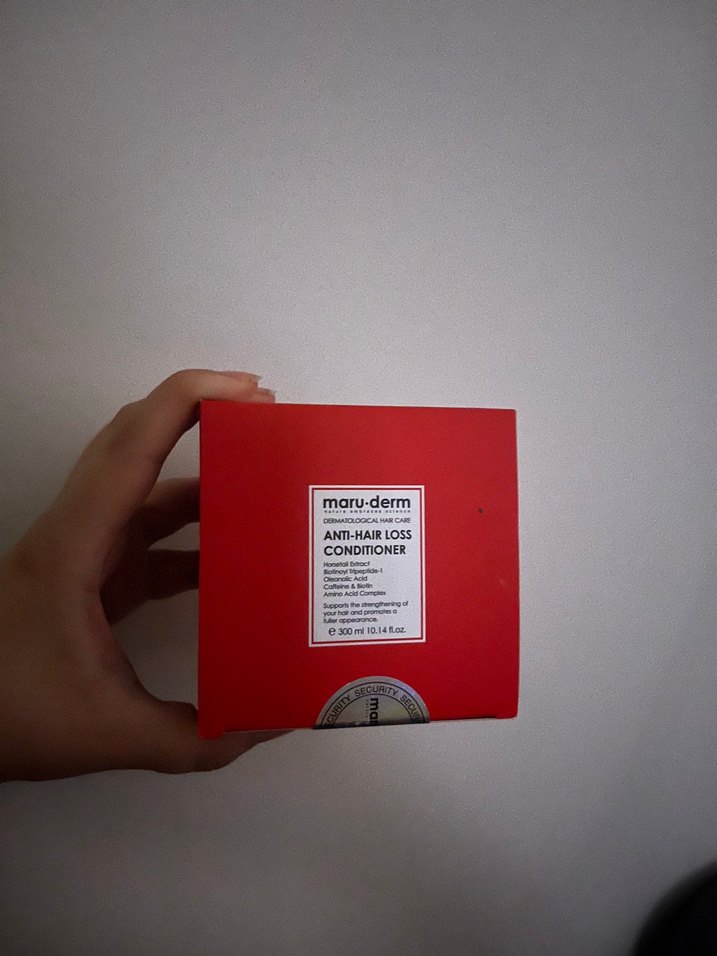 maru·derm
nature embraces science
DERMATOLOGICAL HAIR CARE
ANTI-HAIR LOSS
CONDITIONER
Horsetail Extract
Biotinoyl Tripeptide-1
Oleanolic Acid
Caffeine & Biotin
Amino Acid Complex
Supports the strengthening of
your hair and promotes a
fuller appearance.
℮ 300 ml 10.14 fl.oz.
SECURITY